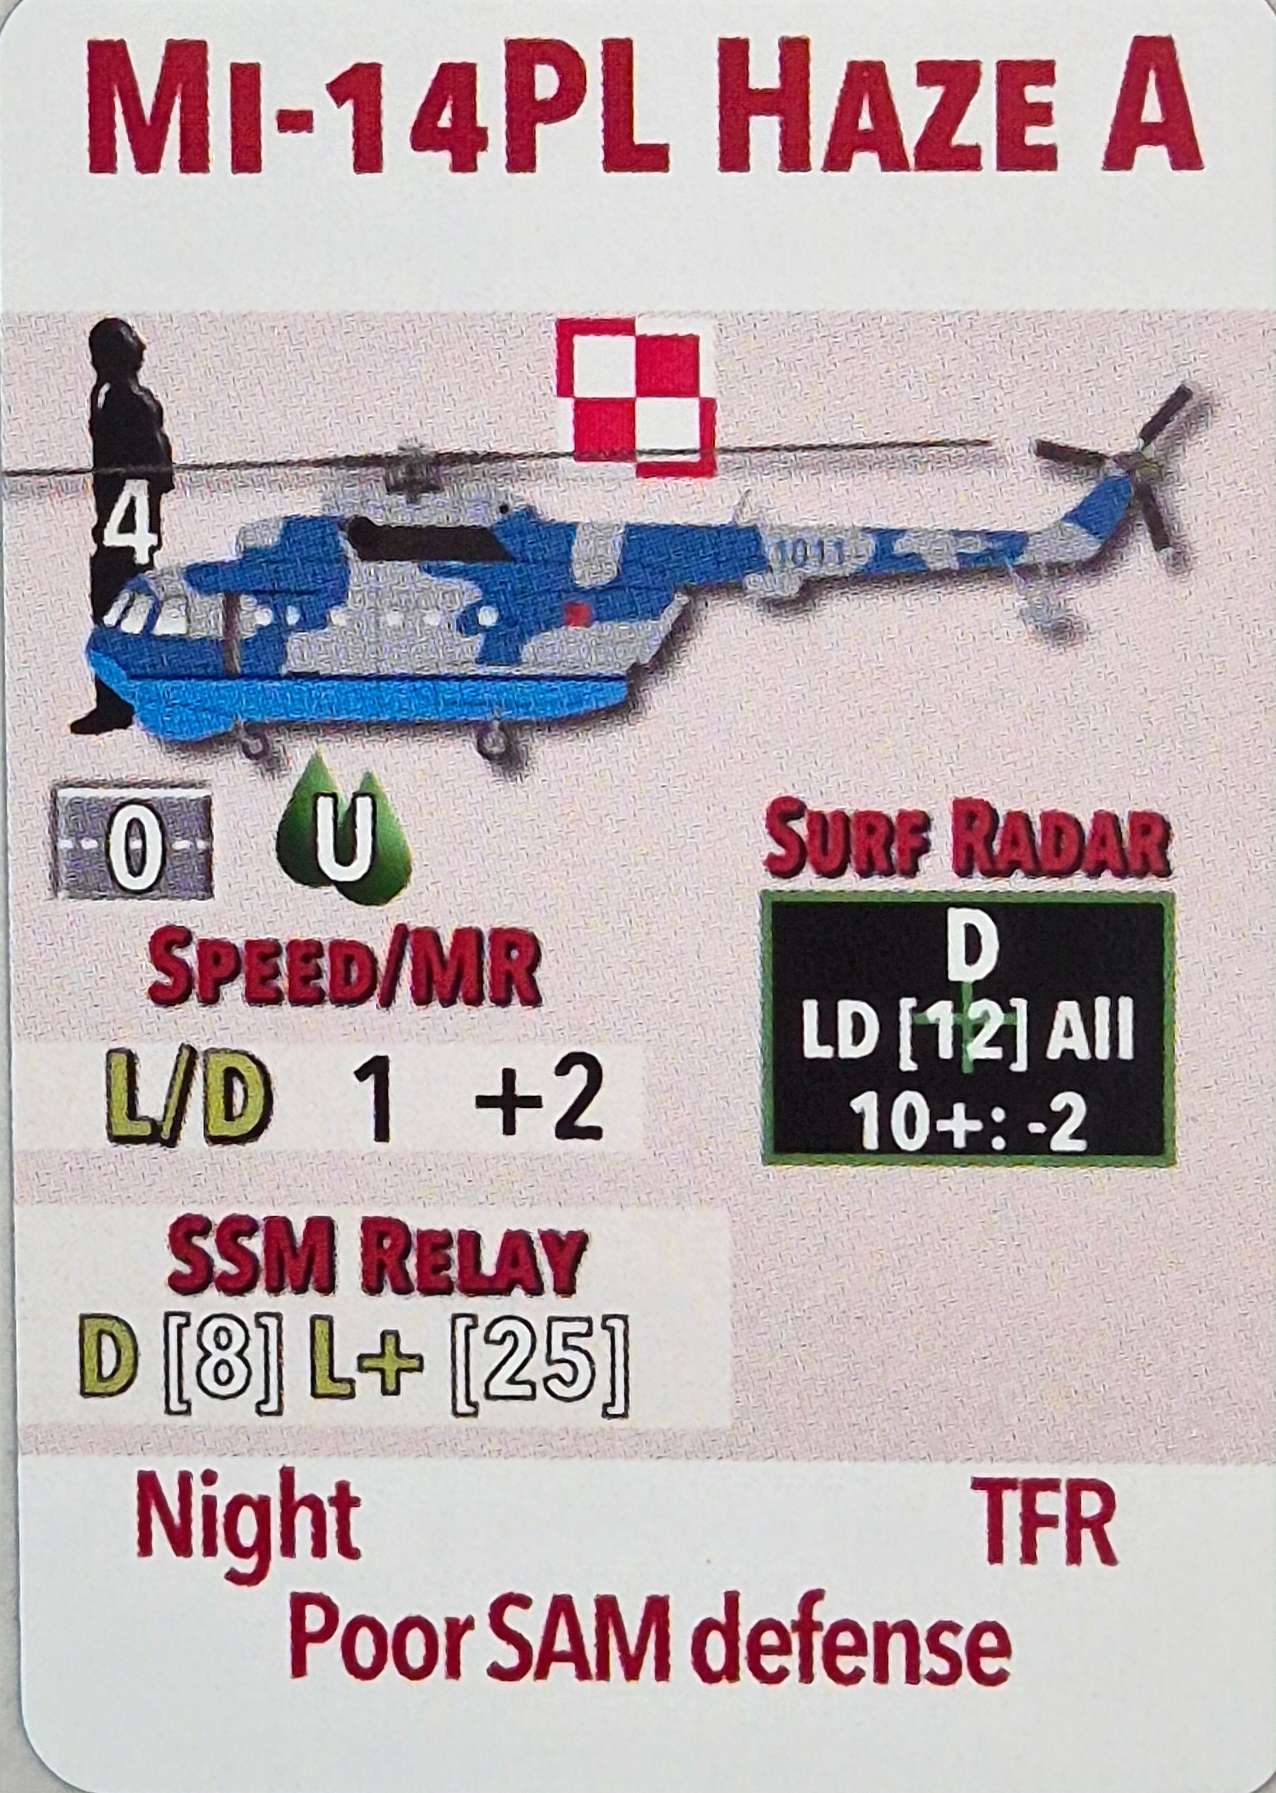 MI-14PL HAZE A
4
1011
0 U
SURF RADAR
SPEED/MR
D
LD [12] All
10+: -2
L/D 1 +2
SSM RELAY
D [8] L+ [25]
Night TFR
Poor SAM defense